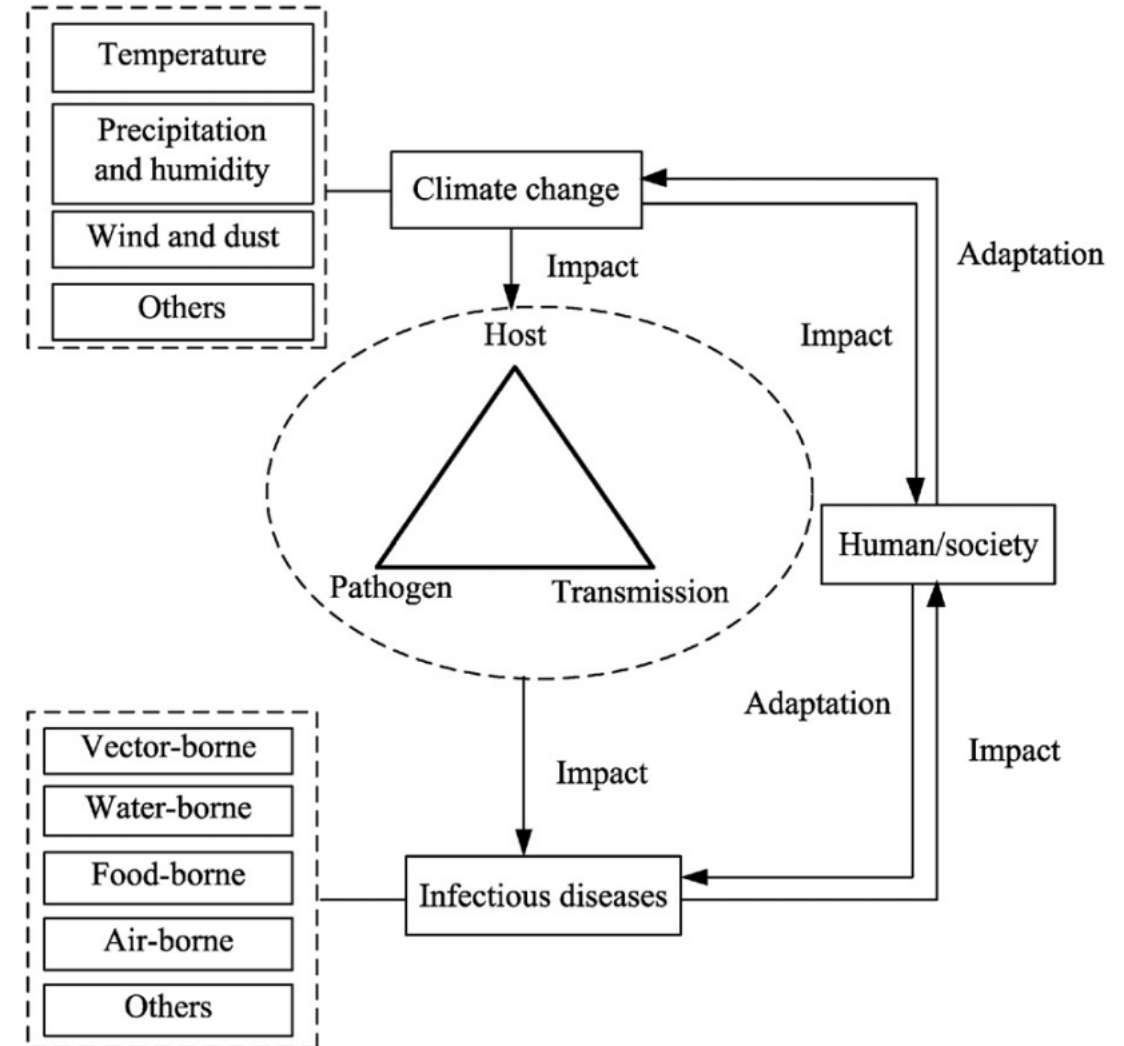 Temperature
Precipitation
and humidity
Wind and dust
Others
Climate change
Impact
Adaptation
Impact
Host
Pathogen
Transmission
Human/society
Adaptation
Impact
Impact
Infectious diseases
Vector-borne
Water-borne
Food-borne
Air-borne
Others